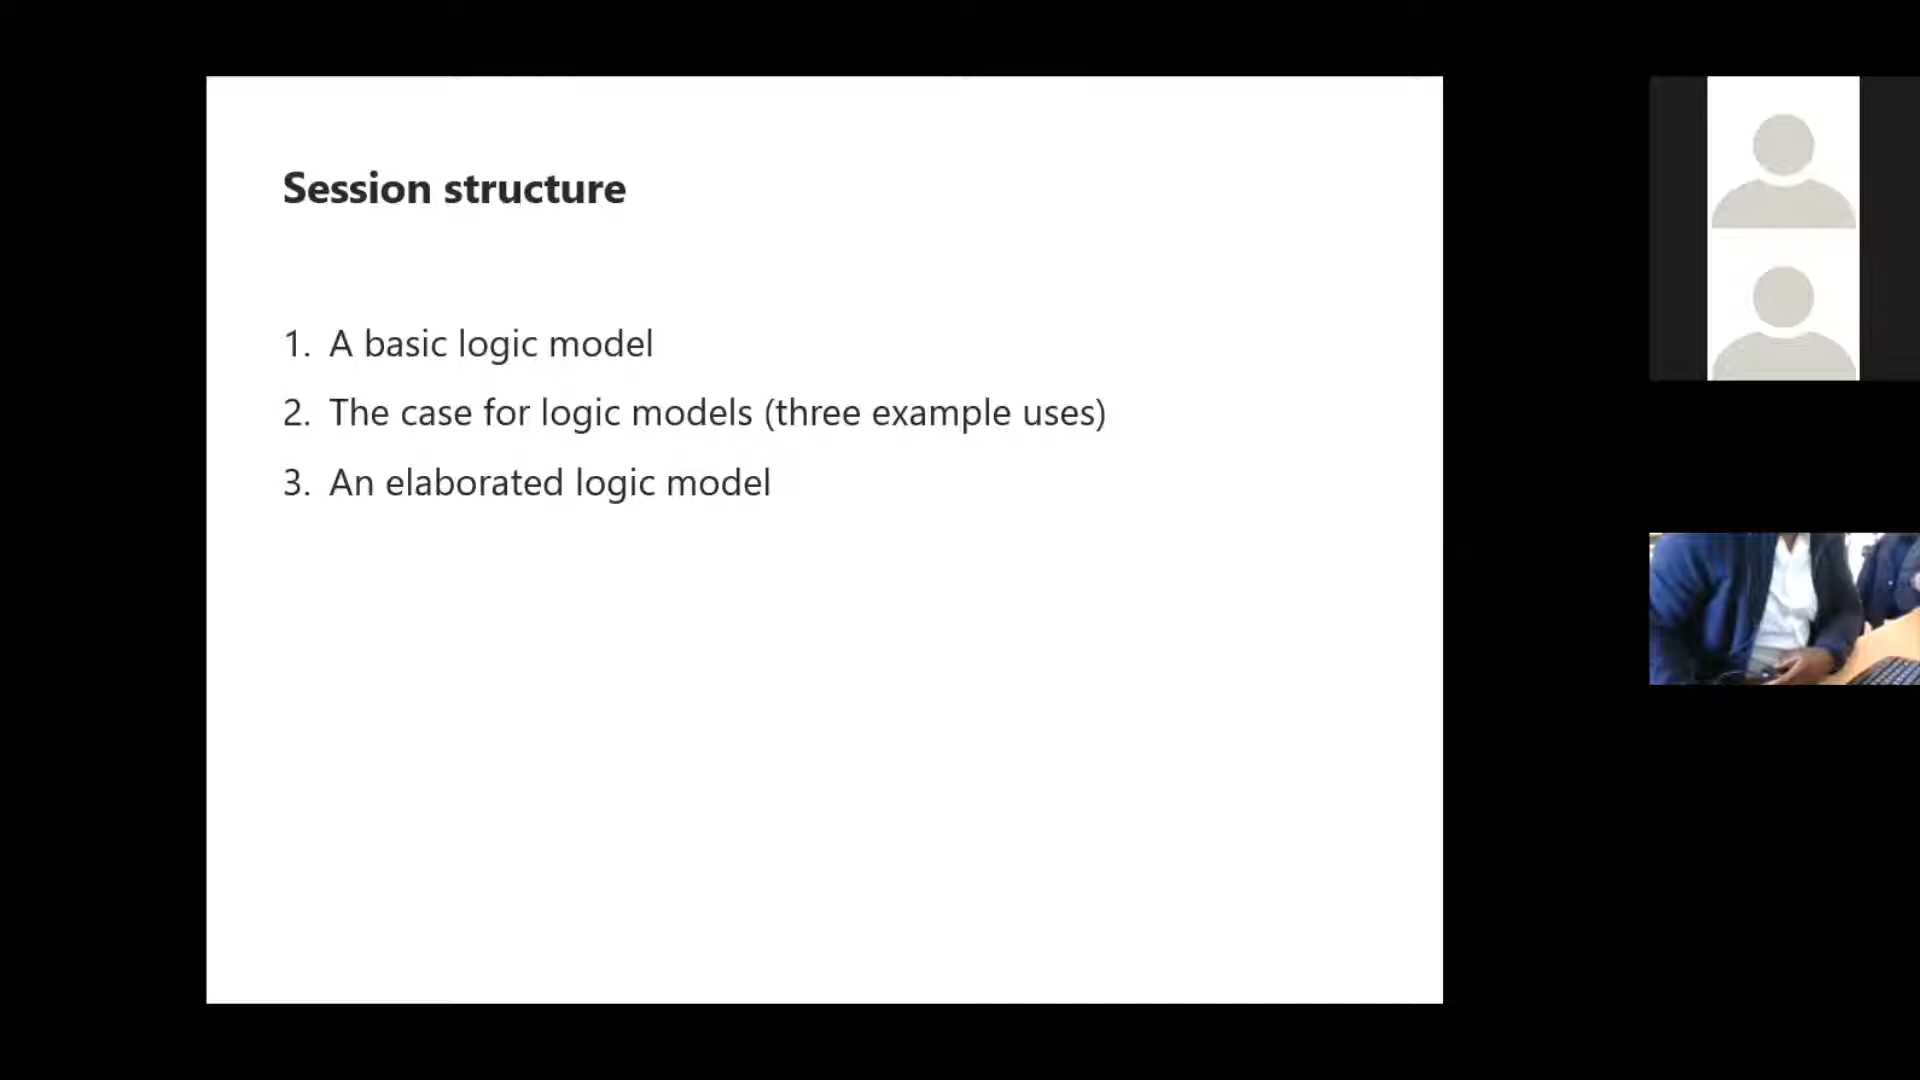 Session structure
1. A basic logic model
2. The case for logic models (three example uses)
3. An elaborated logic model